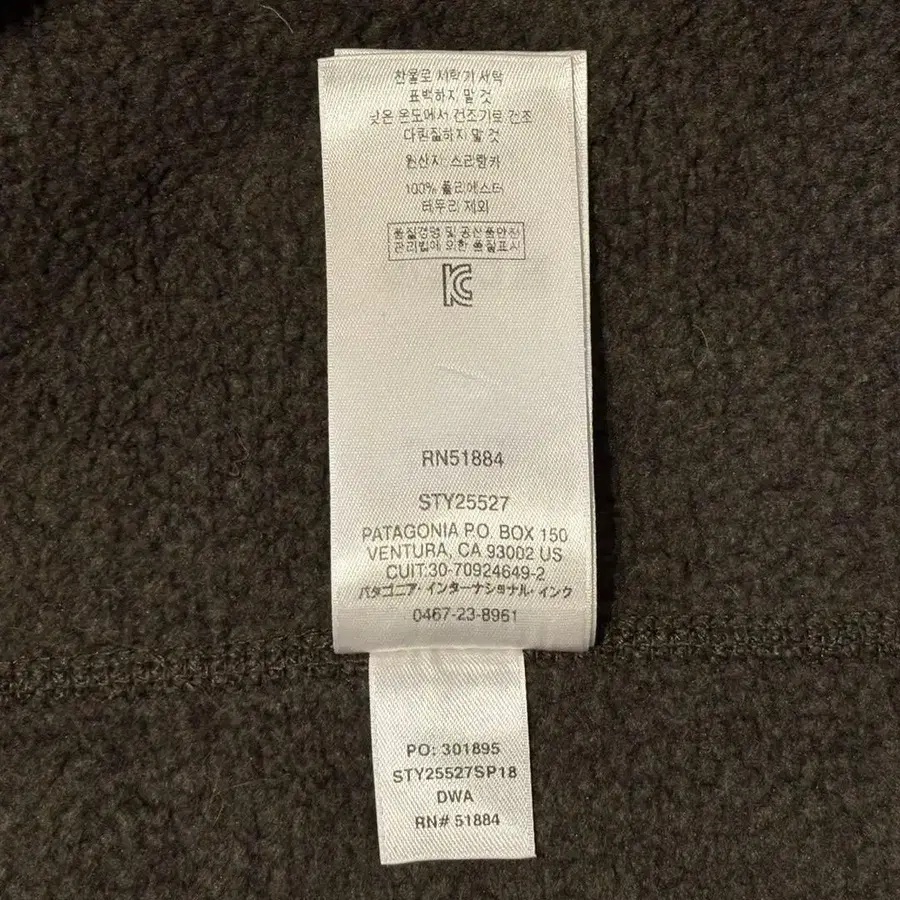 찬물로 세탁기 세탁
표백하지 말 것
낮은 온도에서 건조기로 건조
다림질하지 말 것
원산지: 스리랑카
100% 폴리에스터
테두리 제외
품질경영 및 공산품안전
관리법에 의한 품질표시
RN51884
STY25527
PATAGONIA P.O. BOX 150
VENTURA, CA 93002 US
CUIT:30-70924649-2
パタゴニア・インターナショナル・インク
0467-23-8961
PO: 301895
STY25527SP18
DWA
RN# 51884